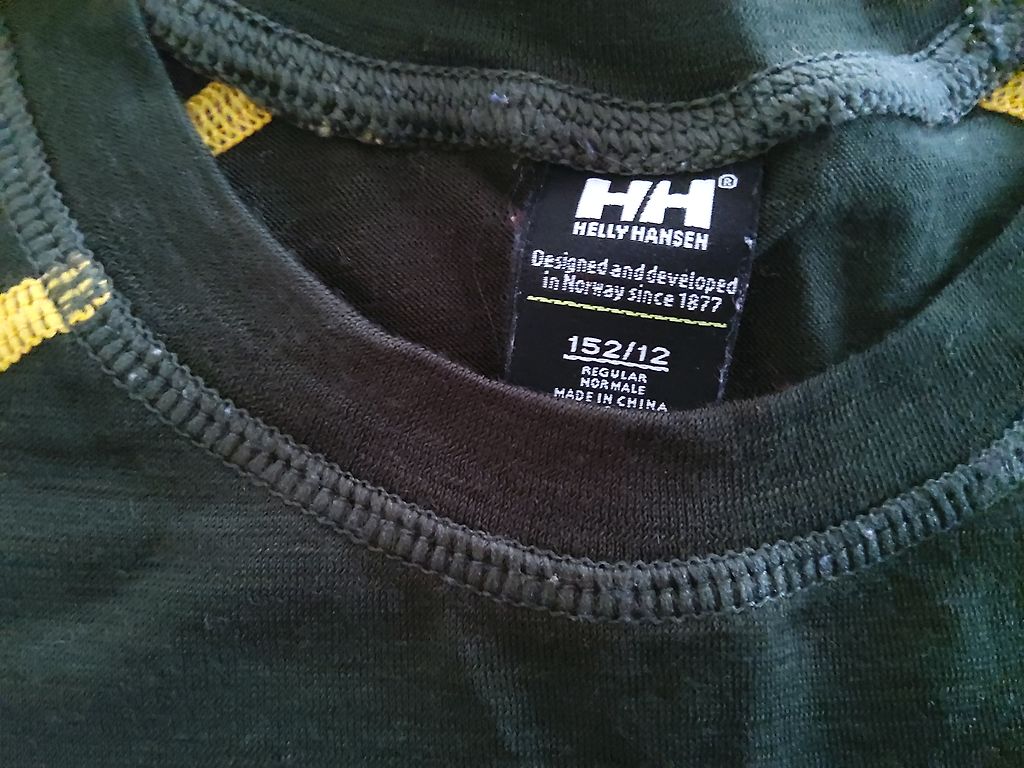 HH®
HELLY HANSEN
Designed and developed
in Norway since 1877
152/12
REGULAR
NORMALE
MADE IN CHINA